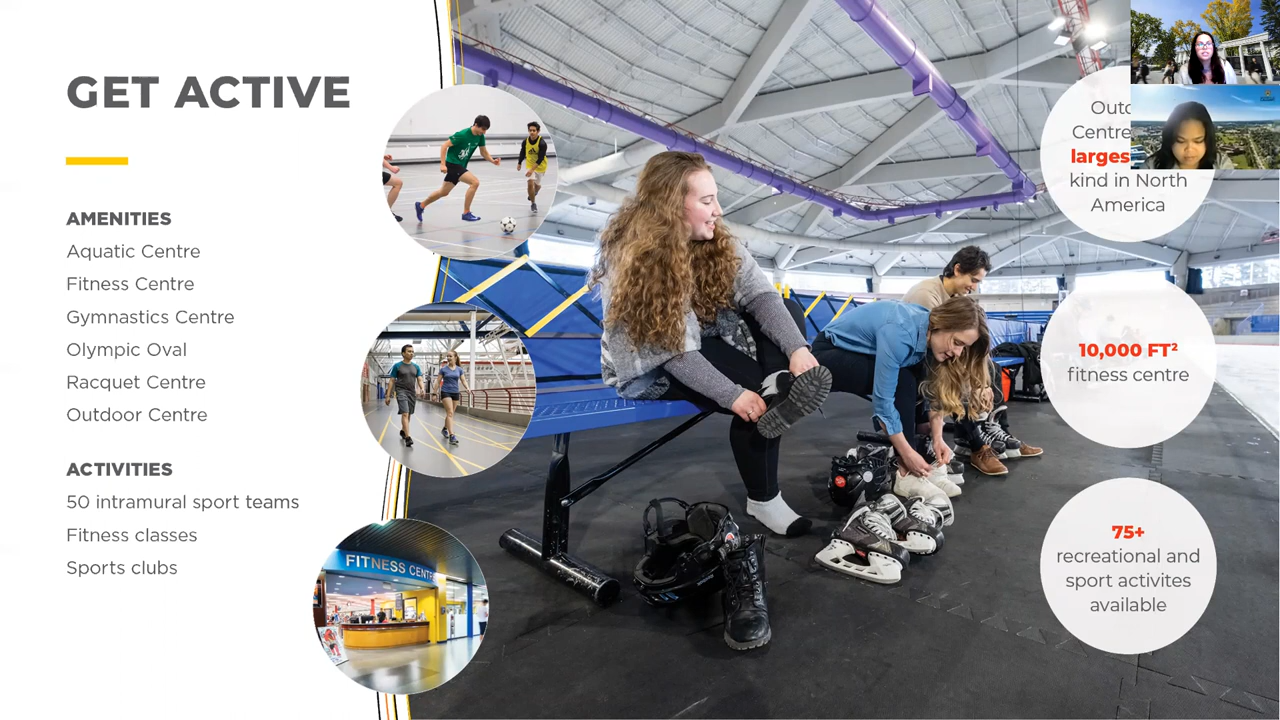 GET ACTIVE
AMENITIES
Aquatic Centre
Fitness Centre
Gymnastics Centre
Olympic Oval
Racquet Centre
Outdoor Centre
ACTIVITIES
50 intramural sport teams
Fitness classes
Sports clubs
FITNESS CENTR
Centre
kind in North
America
10,000 FT²
fitness centre
75+
recreational and
sport activites
available